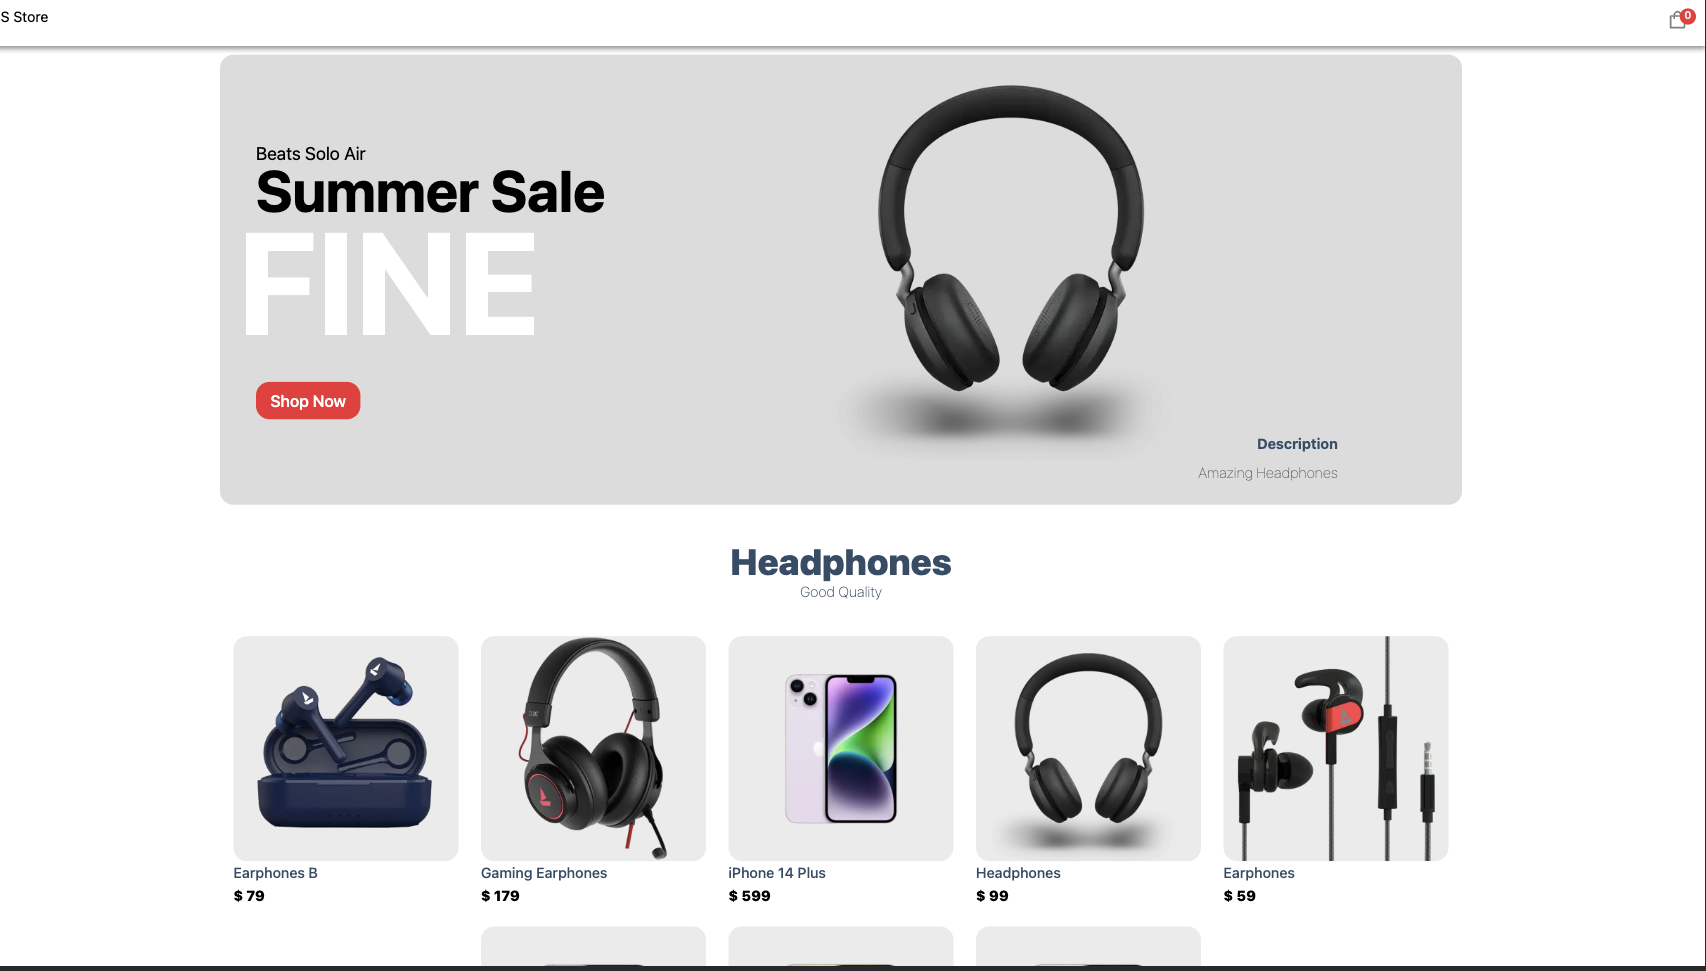 S Store
0
Beats Solo Air
Summer Sale
FINE
Shop Now
Description
Amazing Headphones
Headphones
Good Quality
Earphones B
$ 79
Gaming Earphones
$ 179
iPhone 14 Plus
$ 599
Headphones
$ 99
Earphones
$ 59